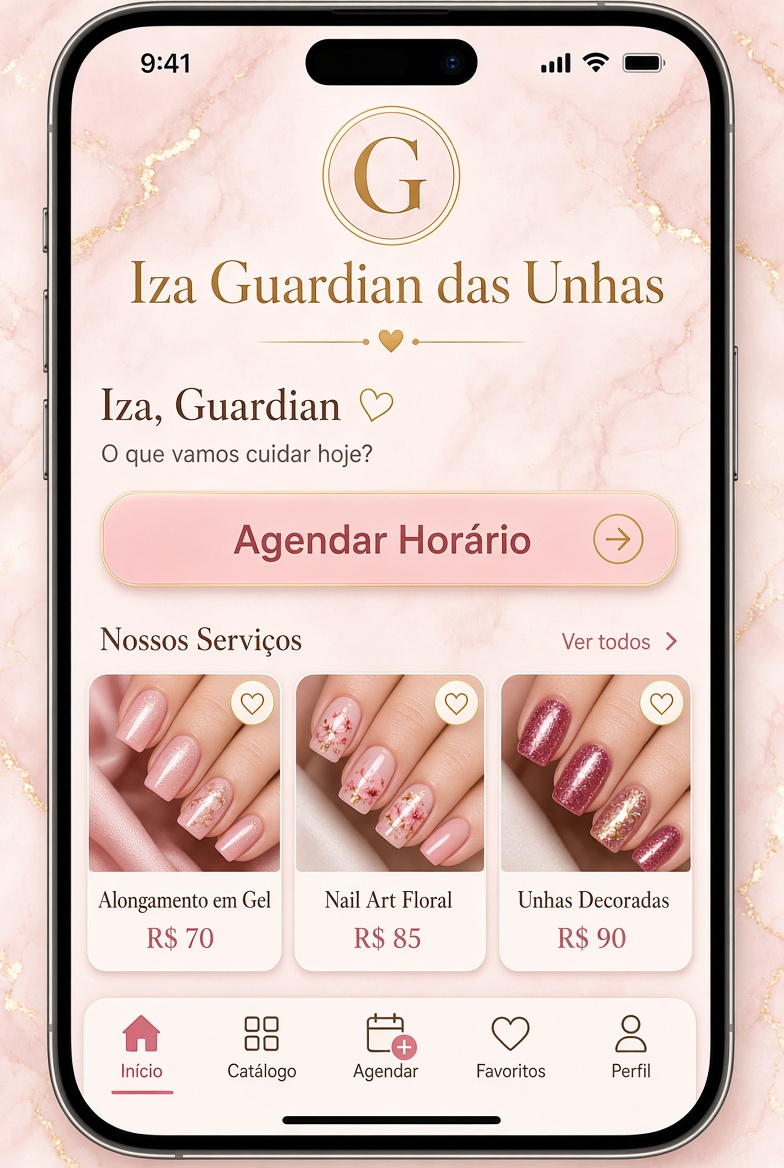 9:41
G
Iza Guardian das Unhas
Iza, Guardian
O que vamos cuidar hoje?
Agendar Horário
Nossos Serviços
Ver todos
Alongamento em Gel
R$ 70
Nail Art Floral
R$ 85
Unhas Decoradas
R$ 90
Início
Catálogo
Agendar
Favoritos
Perfil